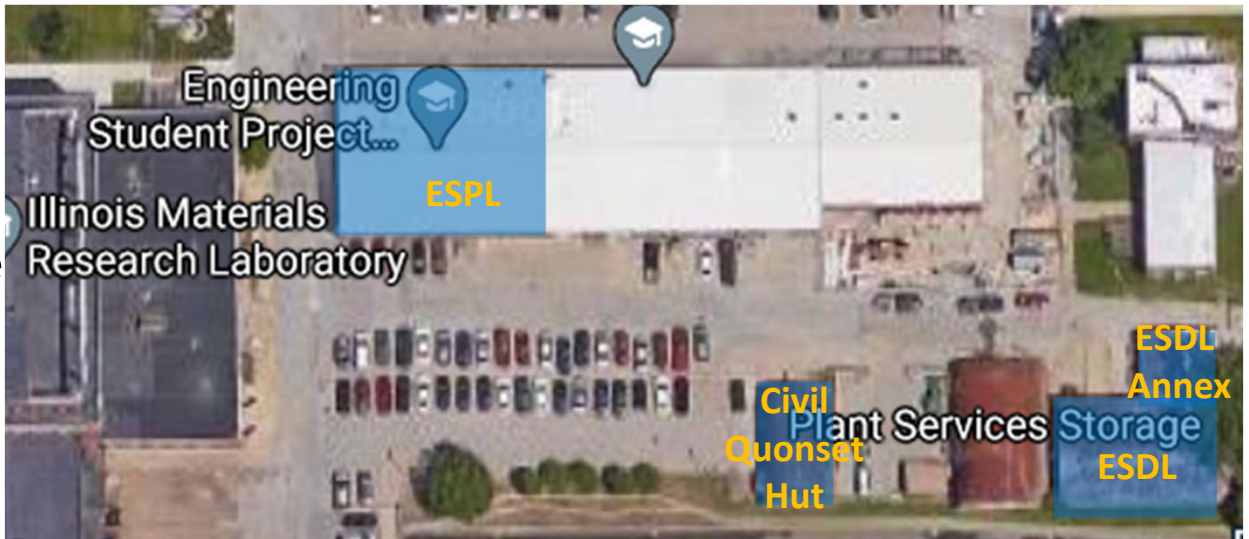 Engineering
Student Project...
ESPL
Illinois Materials
Research Laboratory
ESDL
Annex
Civil
Quonset
Hut
Plant Services Storage
ESDL